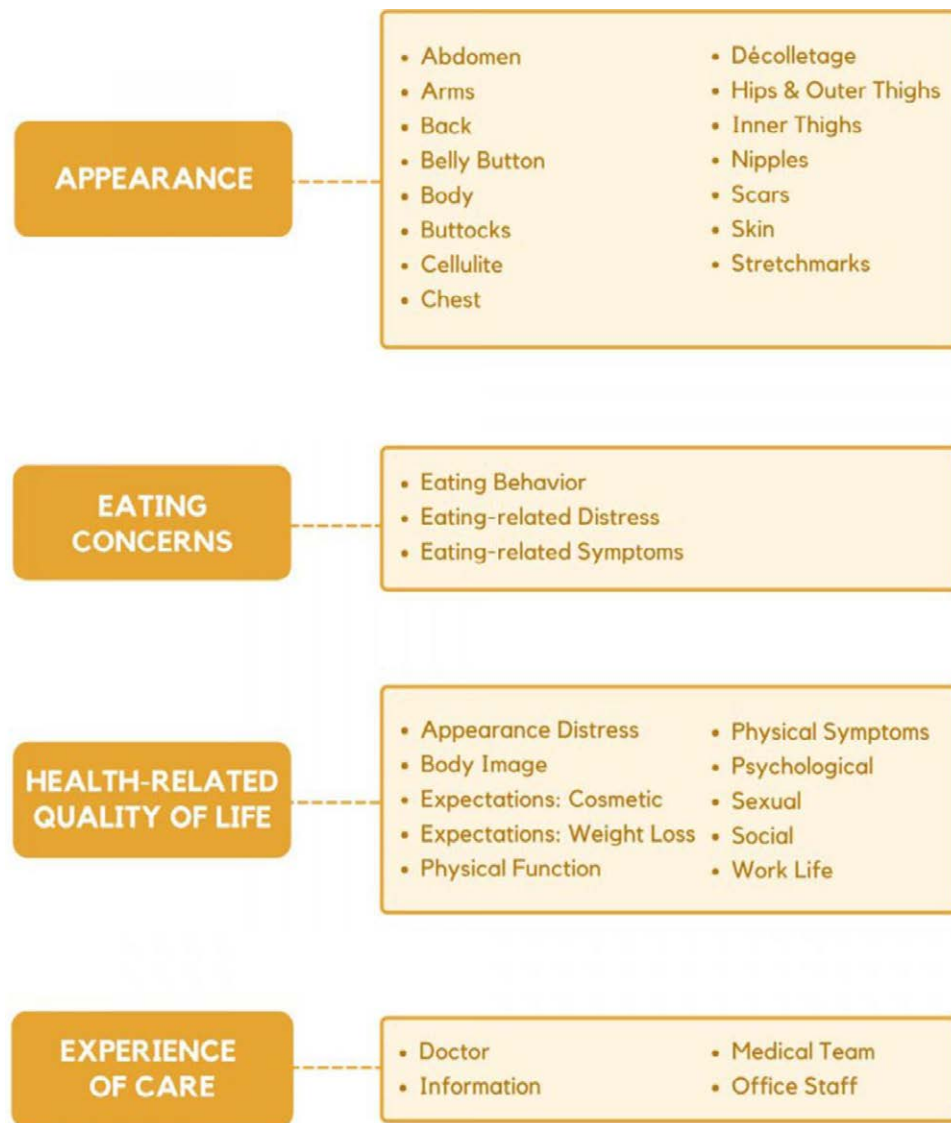 APPEARANCE
• Abdomen
• Arms
• Back
• Belly Button
• Body
• Buttocks
• Cellulite
• Chest
• Décolletage
• Hips & Outer Thighs
• Inner Thighs
• Nipples
• Scars
• Skin
• Stretchmarks
EATING
CONCERNS
• Eating Behavior
• Eating-related Distress
• Eating-related Symptoms
HEALTH-RELATED
QUALITY OF LIFE
• Appearance Distress
• Body Image
• Expectations: Cosmetic
• Expectations: Weight Loss
• Physical Function
• Physical Symptoms
• Psychological
• Sexual
• Social
• Work Life
EXPERIENCE
OF CARE
• Doctor
• Information
• Medical Team
• Office Staff